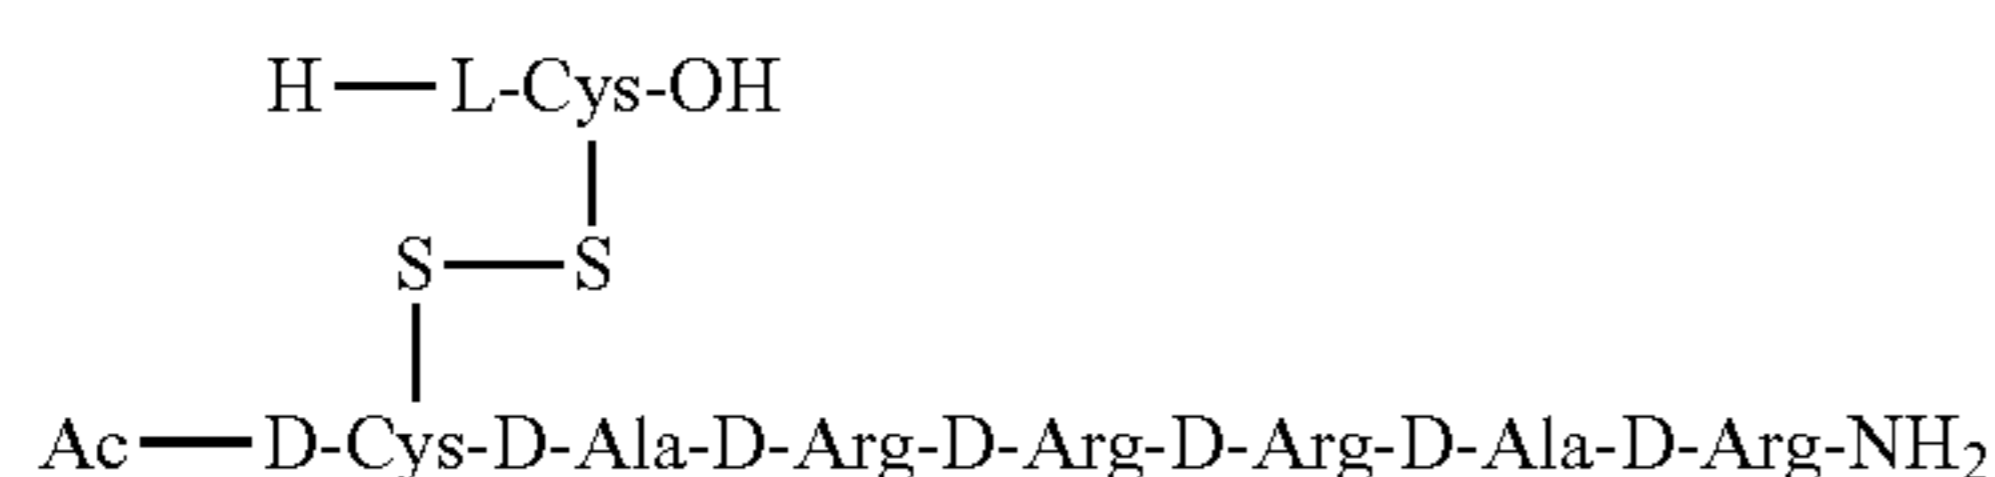 H—L-Cys-OH
S—S
Ac—D-Cys-D-Ala-D-Arg-D-Arg-D-Arg-D-Ala-D-Arg-NH₂